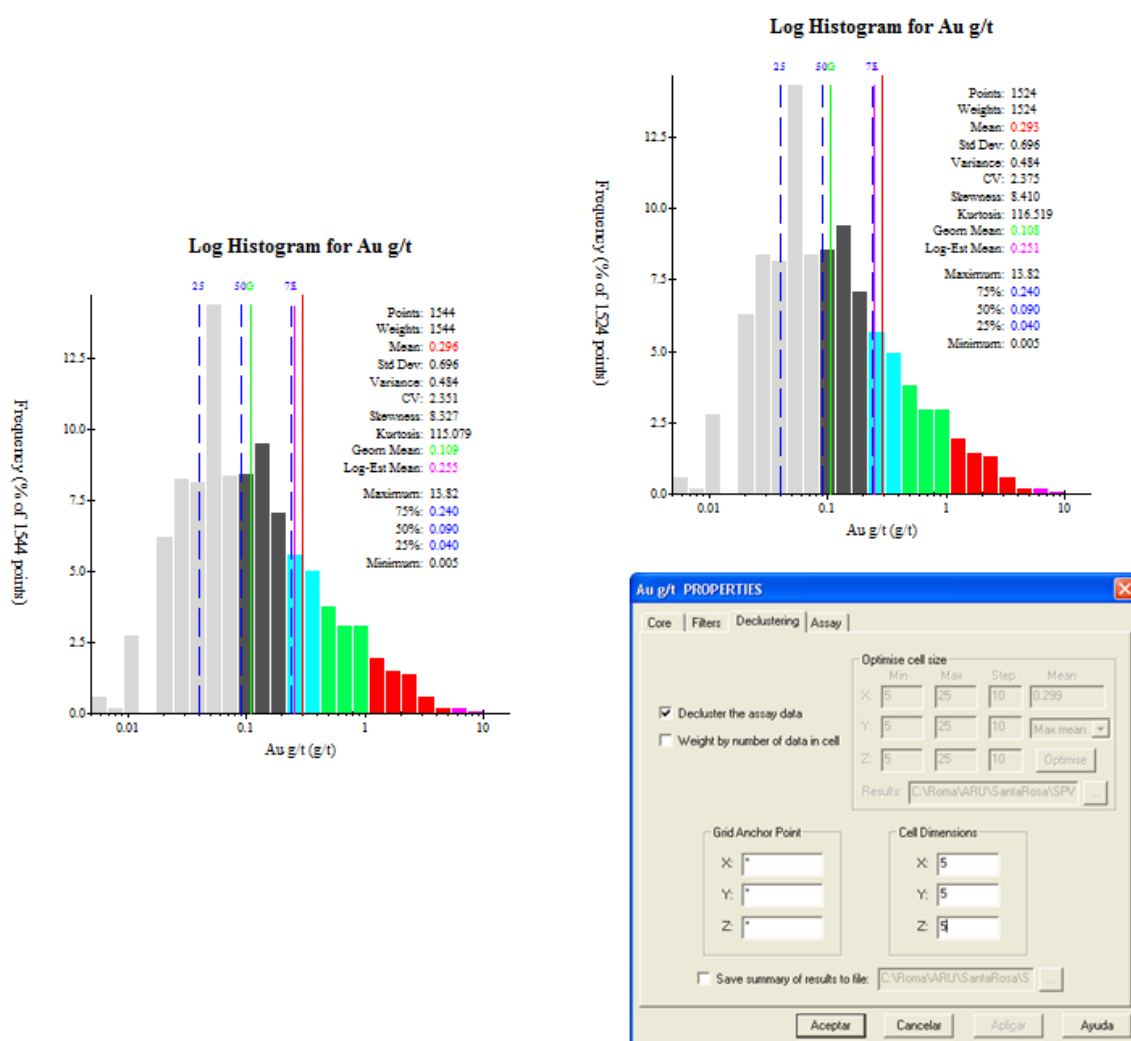 Log Histogram for Au g/t
25 50G 75L
Frequency (% of 1524 points)
12.5
10.0
7.5
5.0
2.5
0.0
0.01 0.1 1 10
Au g/t (g/t)
Points: 1524
Weights: 1524
Mean: 0.293
Std Dev: 0.696
Variance: 0.484
CV: 2.375
Skewness: 8.410
Kurtosis: 116.519
Geom Mean: 0.108
Log-Est Mean: 0.251
Maximum: 13.82
75%: 0.240
50%: 0.090
25%: 0.040
Minimum: 0.005
Log Histogram for Au g/t
25 50G 75L
Frequency (% of 1544 points)
12.5
10.0
7.5
5.0
2.5
0.0
0.01 0.1 1 10
Au g/t (g/t)
Points: 1544
Weights: 1544
Mean: 0.296
Std Dev: 0.696
Variance: 0.484
CV: 2.351
Skewness: 8.327
Kurtosis: 115.079
Geom Mean: 0.109
Log-Est Mean: 0.255
Maximum: 13.82
75%: 0.240
50%: 0.090
25%: 0.040
Minimum: 0.005
Au g/t PROPERTIES
Core Filters Declustering Assay
Decluster the assay data
Weight by number of data in cell
Optimise cell size
Min Max Step Mean
X: 5 25 10 0.299
Y: 5 25 10 Max mean
Z: 5 25 10 Optimise
Results: C:\Roma\ARU\SantaRosa\SPV ...
Grid Anchor Point
X: *
Y: *
Z: *
Cell Dimensions
X: 5
Y: 5
Z: 5
Save summary of results to file: C:\Roma\ARU\SantaRosa\S ...
Aceptar Cancelar Aplicar Ayuda